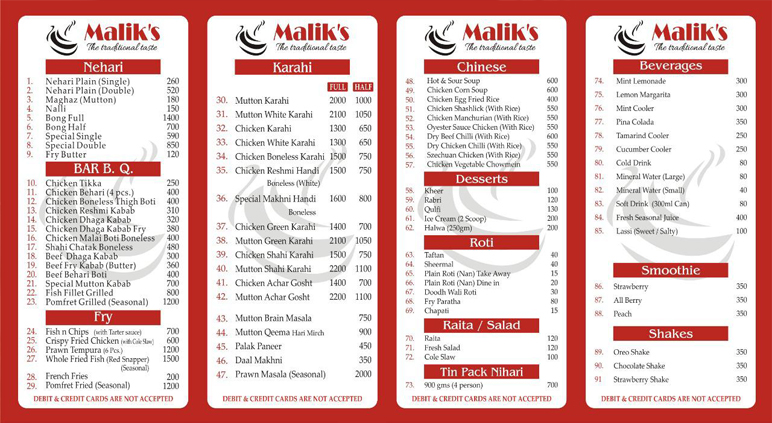 Malik's
The traditional taste
Nehari
1. Nehari Plain (Single) 260
2. Nehari Plain (Double) 520
3. Maghaz (Mutton) 180
4. Nalli 150
5. Bong Full 1400
6. Bong Half 700
7. Special Single 590
8. Special Double 850
9. Fry Butter 120
BAR B. Q.
10. Chicken Tikka 250
11. Chicken Behari (4 pcs.) 400
12. Chicken Boneless Thigh Boti 400
13. Chicken Reshmi Kabab 310
14. Chicken Dhaga Kabab 320
15. Chicken Dhaga Kabab Fry 380
16. Chicken Malai Boti Boneless 400
17. Shahi Chatak Boneless 480
18. Beef Dhaga Kabab 300
19. Beef Fry Kabab (Butter) 360
20. Beef Behari Boti 400
21. Special Mutton Kabab 700
22. Fish Fillet Grilled 800
23. Pomfret Grilled (Seasonal) 1200
Fry
24. Fish n Chips (with Tarter sauce) 700
25. Crispy Fried Chicken (with Cole Slaw) 600
26. Prawn Tempura (6 Pcs.) 1200
27. Whole Fried Fish (Red Snapper) 1500
(Seasonal)
28. French Fries 200
29. Pomfret Fried (Seasonal) 1200
DEBIT & CREDIT CARDS ARE NOT ACCEPTED
Malik's
The traditional taste
Karahi
FULL HALF
30. Mutton Karahi 2000 1000
31. Mutton White Karahi 2100 1050
32. Chicken Karahi 1300 650
33. Chicken White Karahi 1300 650
34. Chicken Boneless Karahi 1500 750
35. Chicken Reshmi Handi 1500 750
Boneless (White)
36. Special Makhni Handi 1600 800
Boneless
37. Chicken Green Karahi 1400 700
38. Mutton Green Karahi 2100 1050
39. Chicken Shahi Karahi 1500 750
40. Mutton Shahi Karahi 2200 1100
41. Chicken Achar Gosht 1400 700
42. Mutton Achar Gosht 2200 1100
43. Mutton Brain Masala 750
44. Mutton Qeema Hari Mirch 900
45. Palak Paneer 450
46. Daal Makhni 350
47. Prawn Masala (Seasonal) 2000
DEBIT & CREDIT CARDS ARE NOT ACCEPTED
Malik's
The traditional taste
Chinese
48. Hot & Sour Soup 600
49. Chicken Corn Soup 600
50. Chicken Egg Fried Rice 400
51. Chicken Shashlick (With Rice) 550
52. Chicken Manchurian (With Rice) 550
53. Oyester Sauce Chicken (With Rice) 550
54. Dry Beef Chilli (With Rice) 600
55. Dry Chicken Chilli (With Rice) 550
56. Szechuan Chicken (With Rice) 550
57. Chicken Vegetable Chowmein 550
Desserts
58. Kheer 100
59. Rabri 120
60. Qulfi 130
61. Ice Cream (2 Scoop) 200
62. Halwa (250gm) 200
Roti
63. Taftan 40
64. Sheermal 40
65. Plain Roti (Nan) Take Away 15
66. Plain Roti (Nan) Dine in 20
67. Doodh Wali Roti 30
68. Fry Paratha 80
69. Chapati 15
Raita / Salad
70. Raita 120
71. Fresh Salad 120
72. Cole Slaw 100
Tin Pack Nihari
73. 900 gms (4 person) 700
DEBIT & CREDIT CARDS ARE NOT ACCEPTED
Malik's
The traditional taste
Beverages
74. Mint Lemonade 300
75. Lemon Margarita 300
76. Mint Cooler 300
77. Pina Colada 350
78. Tamarind Cooler 250
79. Cucumber Cooler 250
80. Cold Drink 80
81. Mineral Water (Large) 80
82. Mineral Water (Small) 40
83. Soft Drink (300ml Can) 80
84. Fresh Seasonal Juice 400
85. Lassi (Sweet / Salty) 100
Smoothie
86. Strawberry 350
87. All Berry 350
88. Peach 350
Shakes
89. Oreo Shake 350
90. Chocolate Shake 350
91 Strawberry Shake 350
DEBIT & CREDIT CARDS ARE NOT ACCEPTED